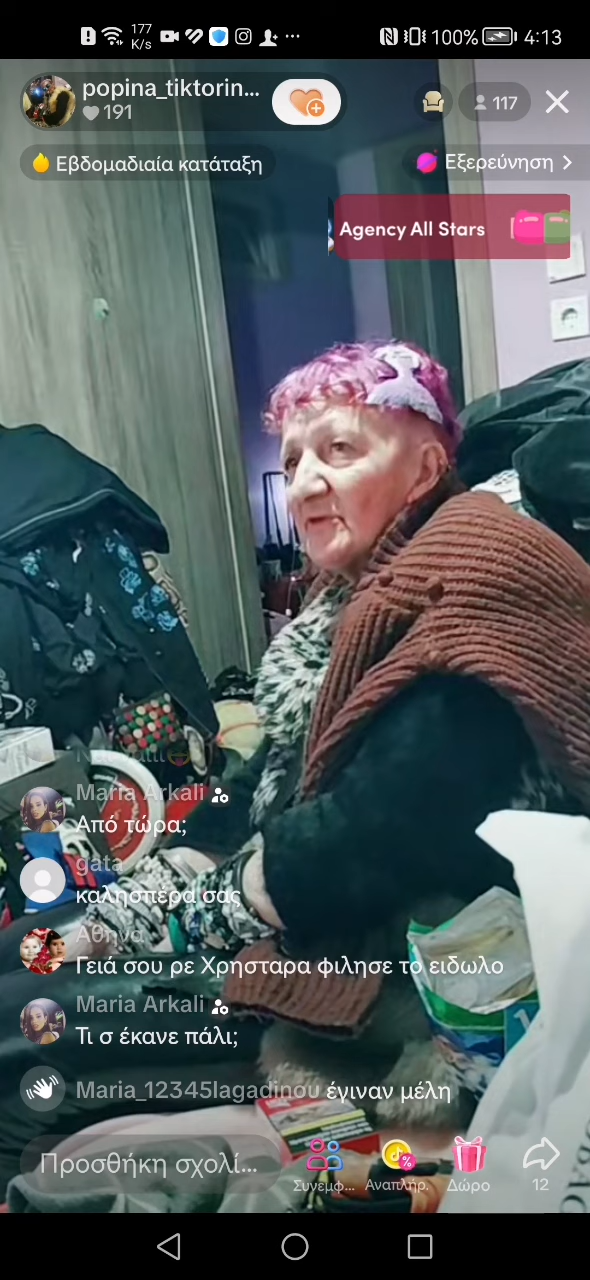 177
K/s
100%
4:13
popina_tiktorin...
191
117
Εβδομαδιαία κατάταξη
Εξερεύνηση >
Agency All Stars
Maria Arkali
Από τώρα;
gata
καλησπέρα σας
Αθηνα
Γειά σου ρε Χρησταρα φιλησε το ειδωλο
Maria Arkali
Τι σ έκανε πάλι;
Maria_12345lagadinou έγιναν μέλη
Προσθήκη σχολί...
Συνεμφ...
Αναπλήρ.
Δώρο
12